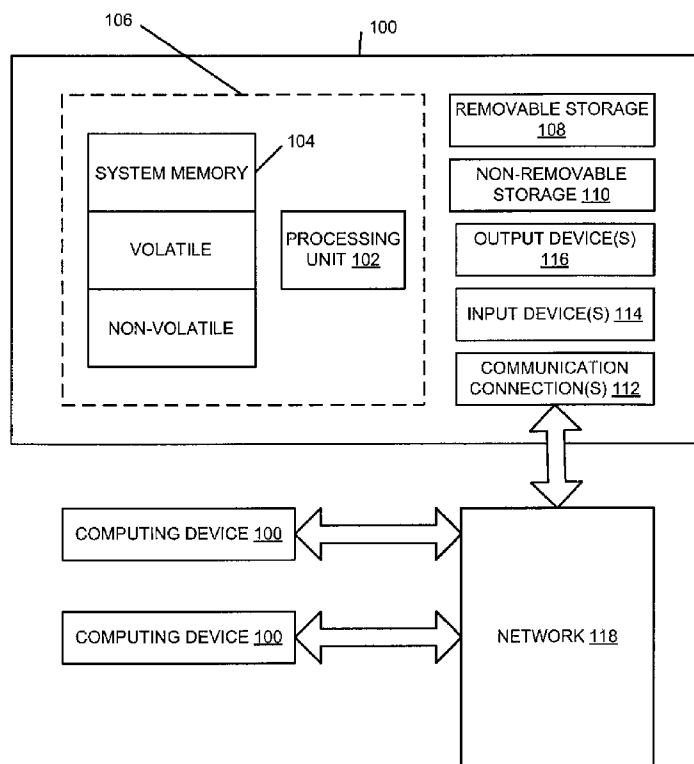 100
106
104
SYSTEM MEMORY
VOLATILE
NON-VOLATILE
PROCESSING
UNIT 102
REMOVABLE STORAGE
108
NON-REMOVABLE
STORAGE 110
OUTPUT DEVICE(S)
116
INPUT DEVICE(S) 114
COMMUNICATION
CONNECTION(S) 112
COMPUTING DEVICE 100
COMPUTING DEVICE 100
NETWORK 118